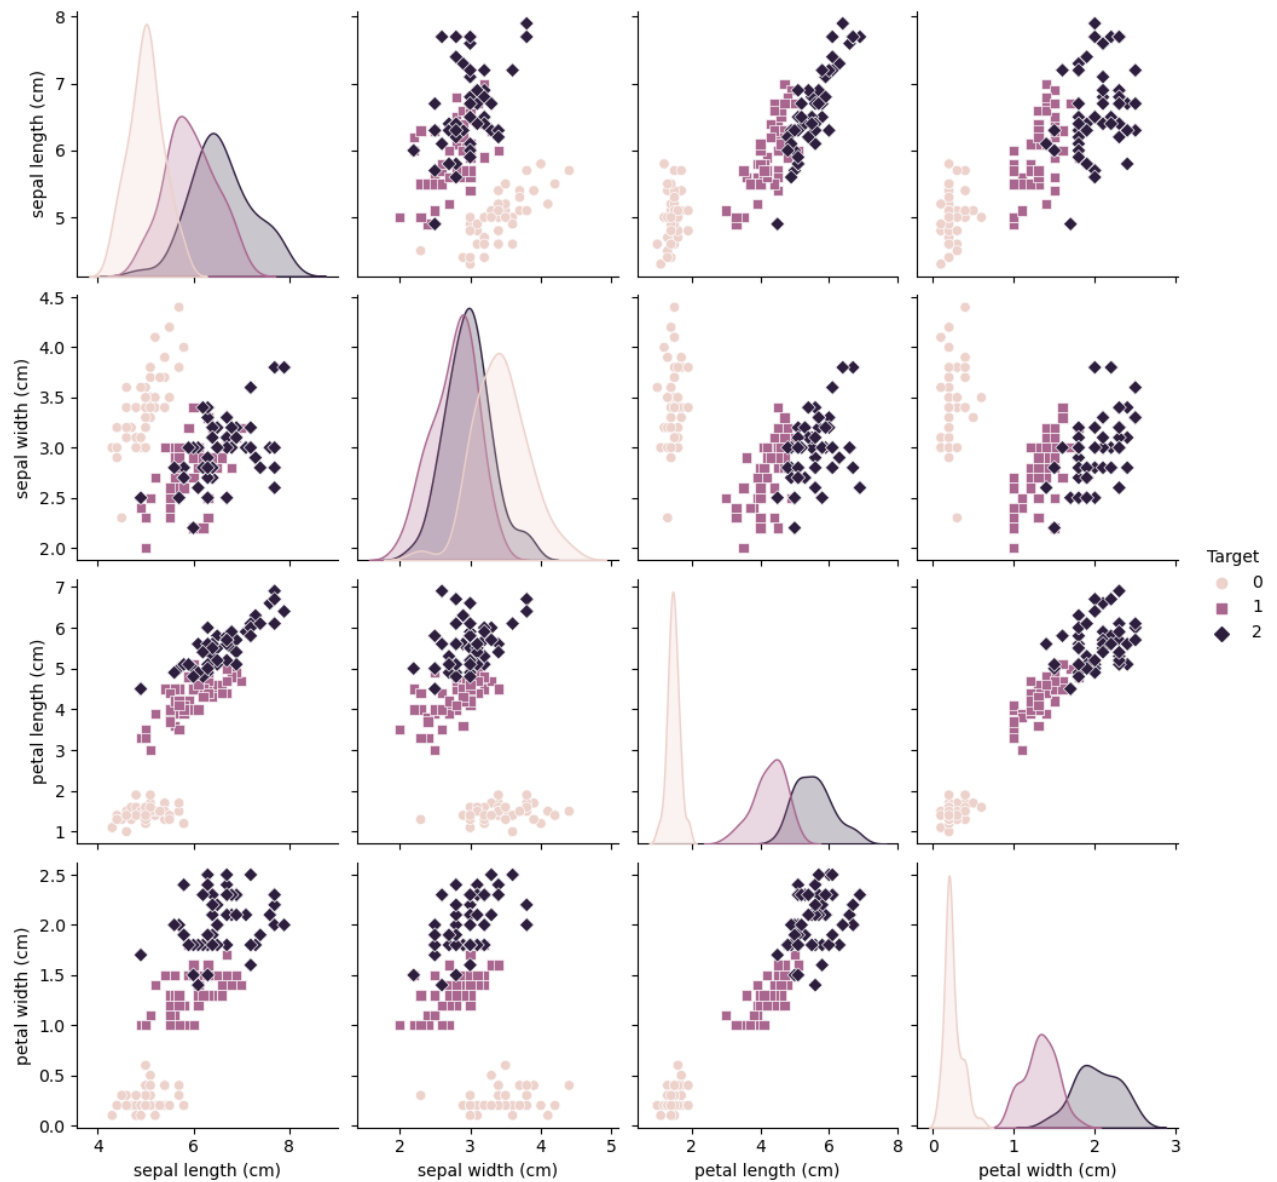 8
7
6
5
sepal length (cm)
4.5
4.0
3.5
3.0
2.5
2.0
sepal width (cm)
Target
0
1
2
7
6
5
4
3
2
1
petal length (cm)
2.5
2.0
1.5
1.0
0.5
0.0
petal width (cm)
4 6 8
sepal length (cm)
2 3 4 5
sepal width (cm)
2 4 6 8
petal length (cm)
0 1 2 3
petal width (cm)